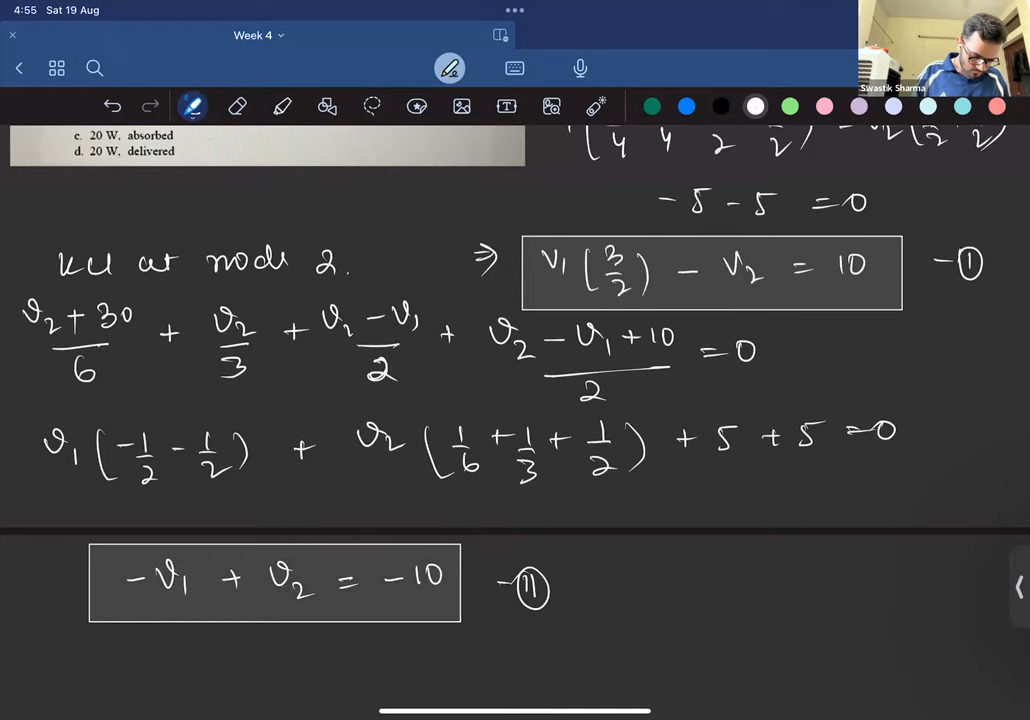 4:55 Sat 19 Aug
Week 4
Swastik Sharma
c. 20 W, absorbed
d. 20 W, delivered
- 5 - 5 = 0
KCL at node 2.
⇒ v₁(3/2) - v₂ = 10 - ①
(v₂ + 30)/6 + v₂/3 + (v₂ - v₁)/2 + (v₂ - v₁ + 10)/2 = 0
v₁(-1/2 - 1/2) + v₂(1/6 + 1/3 + 1/2) + 5 + 5 = 0
- v₁ + v₂ = - 10 - ⑪